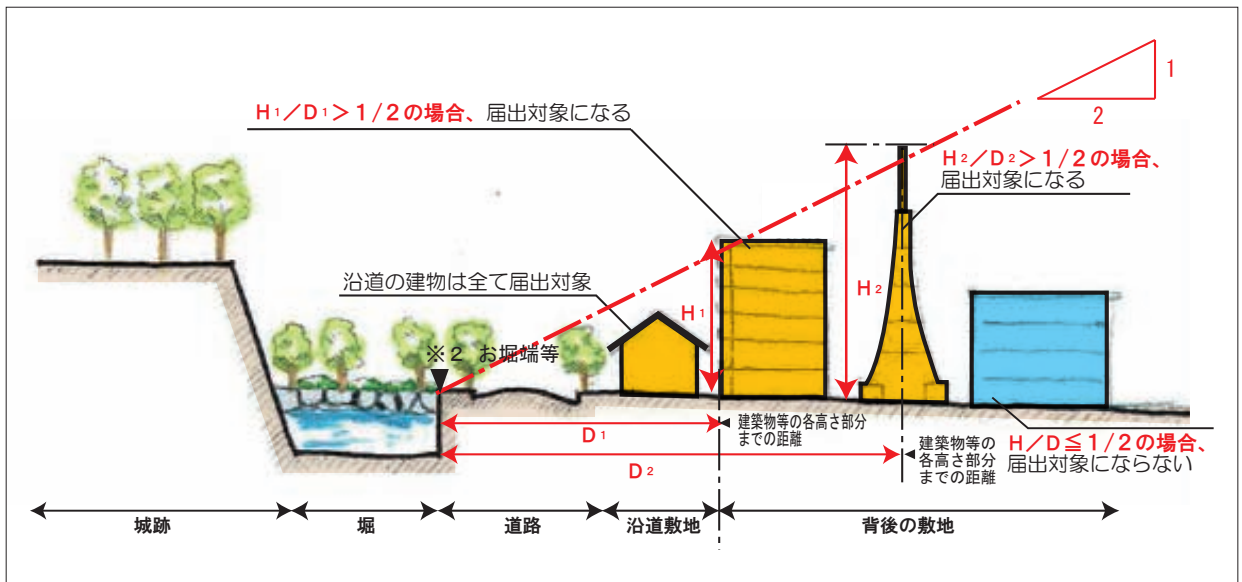 1
2
H1／D1＞1/2の場合、届出対象になる
H2／D2＞1/2の場合、
届出対象になる
沿道の建物は全て届出対象
H1
H2
※2 お堀端等
D1
建築物等の各高さ部分
までの距離
D2
建築物等の
各高さ部分
までの距離
H／D≦1/2の場合、
届出対象にならない
城跡
堀
道路
沿道敷地
背後の敷地